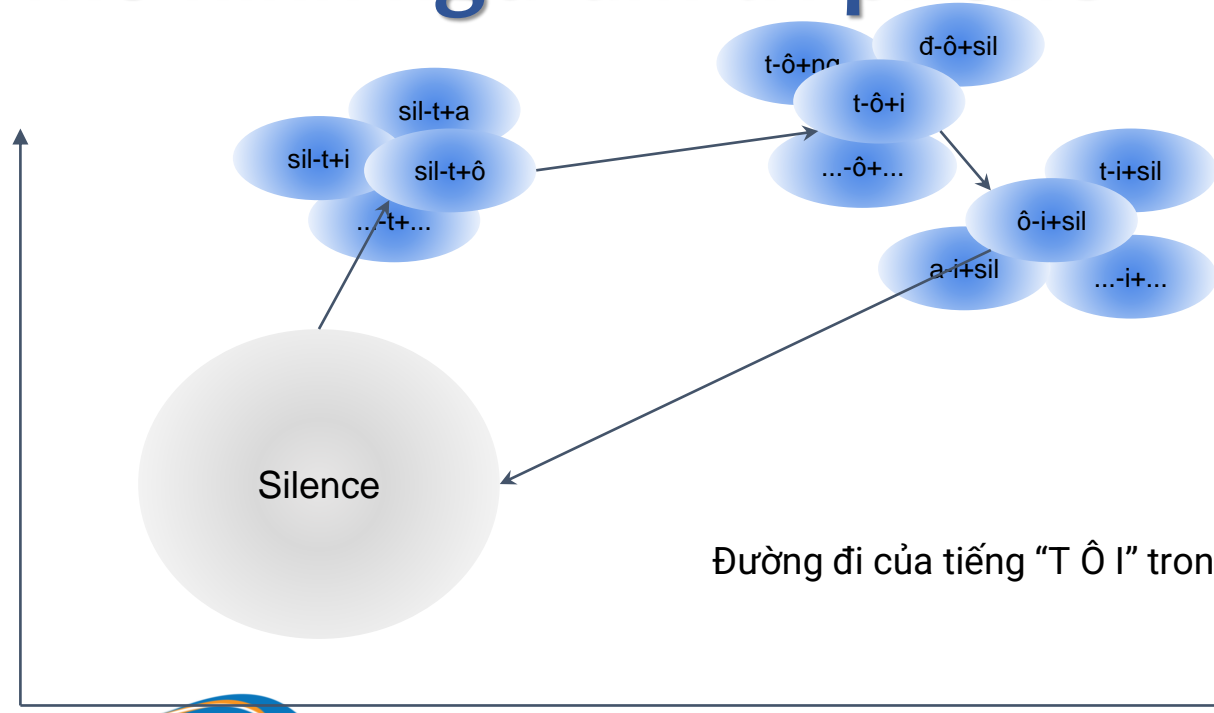 sil-t+a
sil-t+i
sil-t+ô
...-t+...
t-ô+ng
đ-ô+sil
t-ô+i
...-ô+...
t-i+sil
ô-i+sil
a-i+sil
...-i+...
Silence
Đường đi của tiếng “T Ô I” tron